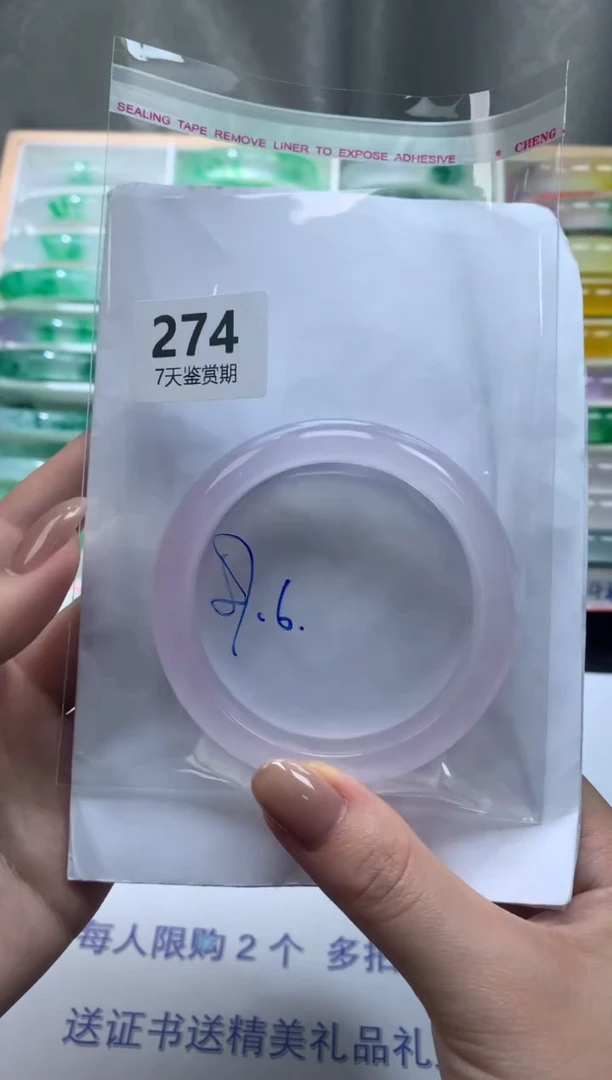 SEALING TAPE REMOVE LINER TO EXPOSE ADHESIVE
CHENG
274
7天鉴赏期
.6.
每人限购2个 多拍
送证书送精美礼品礼